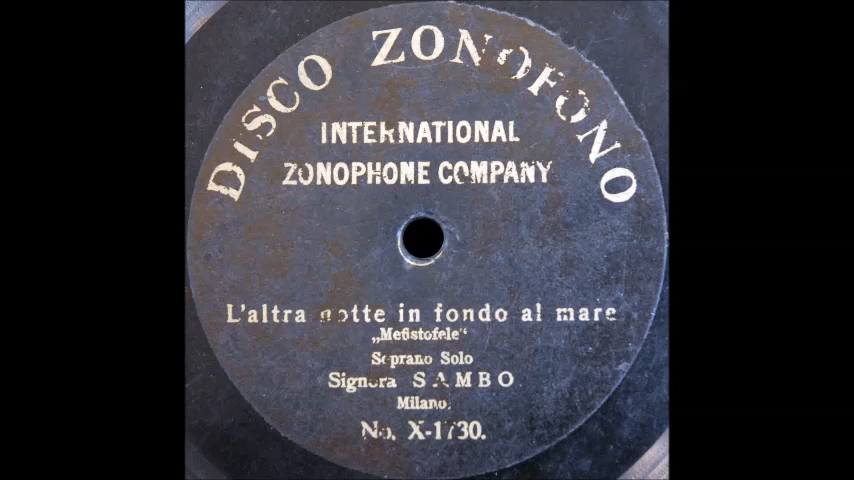 DISCO ZONOFONO
INTERNATIONAL
ZONOPHONE COMPANY
L'altra notte in fondo al mare
„Mefistofele“
Soprano Solo
Signora SAMBO
Milano.
No. X-1730.